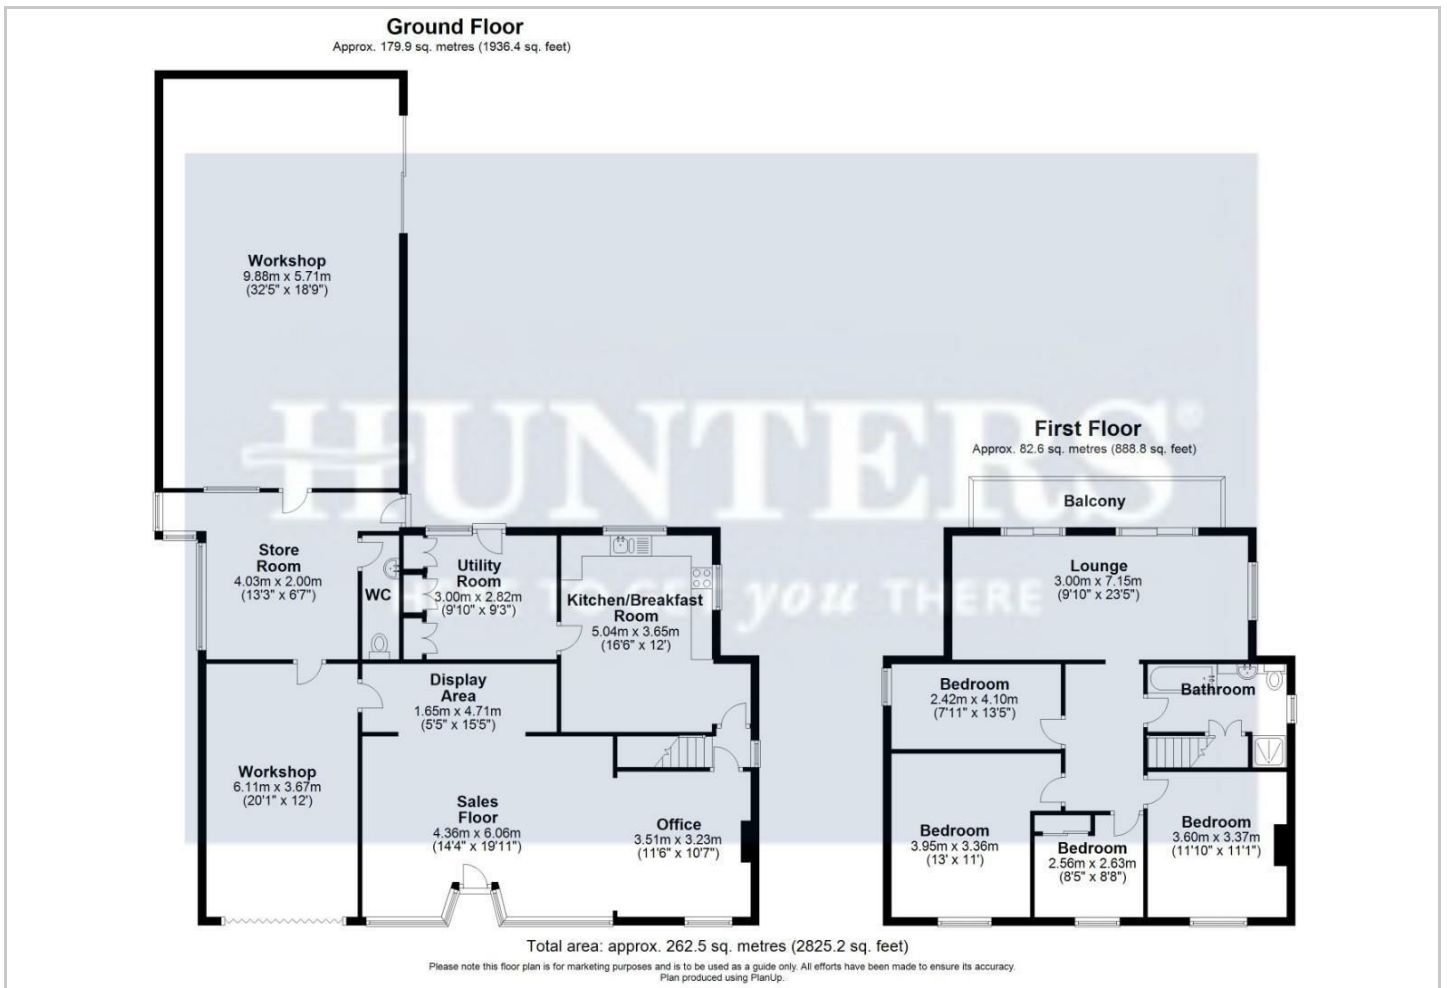 Ground Floor
Approx. 179.9 sq. metres (1936.4 sq. feet)
Workshop
9.88m x 5.71m
(32'5" x 18'9")
HUNTERS®
HERE TO GET you THERE
First Floor
Approx. 82.6 sq. metres (888.8 sq. feet)
Balcony
Store
Room
4.03m x 2.00m
(13'3" x 6'7")
WC
Utility
Room
3.00m x 2.82m
(9'10" x 9'3")
Kitchen/Breakfast
Room
5.04m x 3.65m
(16'6" x 12')
Lounge
3.00m x 7.15m
(9'10" x 23'5")
Display
Area
1.65m x 4.71m
(5'5" x 15'5")
Bedroom
2.42m x 4.10m
(7'11" x 13'5")
Bathroom
Workshop
6.11m x 3.67m
(20'1" x 12')
Sales
Floor
4.36m x 6.06m
(14'4" x 19'11")
Office
3.51m x 3.23m
(11'6" x 10'7")
Bedroom
3.95m x 3.36m
(13' x 11')
Bedroom
2.56m x 2.63m
(8'5" x 8'8")
Bedroom
3.60m x 3.37m
(11'10" x 11'1")
Total area: approx. 262.5 sq. metres (2825.2 sq. feet)
Please note this floor plan is for marketing purposes and is to be used as a guide only. All efforts have been made to ensure its accuracy.
Plan produced using PlanUp.